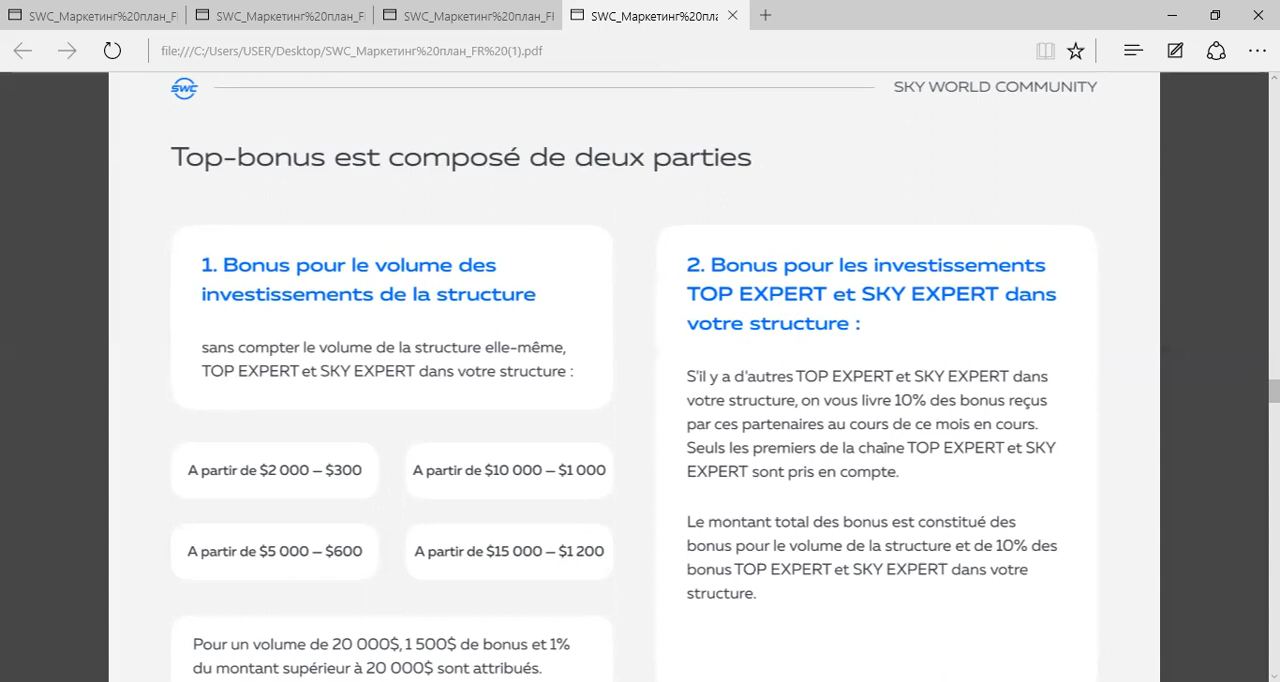 SWC_Маркетинг%20план_F
SWC_Маркетинг%20план_F
SWC_Маркетинг%20план_FI
SWC_Маркетинг%20пла
file:///C:/Users/USER/Desktop/SWC_Маркетинг%20план_FR%20(1).pdf
SWC
SKY WORLD COMMUNITY
Top-bonus est composé de deux parties
1. Bonus pour le volume des
investissements de la structure
sans compter le volume de la structure elle-même,
TOP EXPERT et SKY EXPERT dans votre structure :
A partir de $2 000 – $300
A partir de $10 000 – $1 000
A partir de $5 000 – $600
A partir de $15 000 – $1 200
Pour un volume de 20 000$, 1 500$ de bonus et 1%
du montant supérieur à 20 000$ sont attribués.
2. Bonus pour les investissements
TOP EXPERT et SKY EXPERT dans
votre structure :
S'il y a d'autres TOP EXPERT et SKY EXPERT dans
votre structure, on vous livre 10% des bonus reçus
par ces partenaires au cours de ce mois en cours.
Seuls les premiers de la chaîne TOP EXPERT et SKY
EXPERT sont pris en compte.
Le montant total des bonus est constitué des
bonus pour le volume de la structure et de 10% des
bonus TOP EXPERT et SKY EXPERT dans votre
structure.